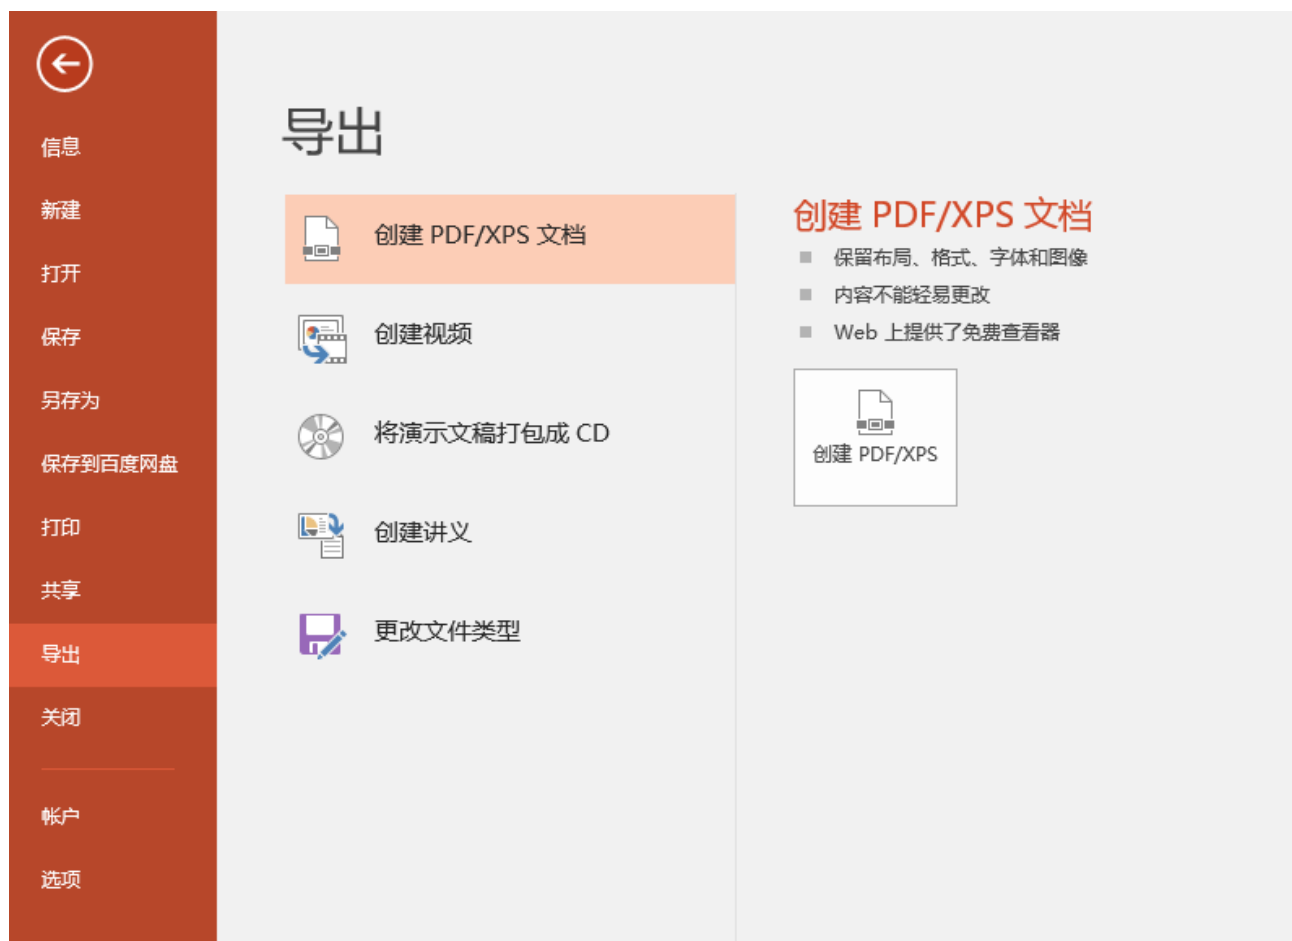 信息
新建
打开
保存
另存为
保存到百度网盘
打印
共享
导出
关闭
帐户
选项
导出
创建 PDF/XPS 文档
创建视频
将演示文稿打包成 CD
创建讲义
更改文件类型
创建 PDF/XPS 文档
保留布局、格式、字体和图像
内容不能轻易更改
Web 上提供了免费查看器
创建 PDF/XPS